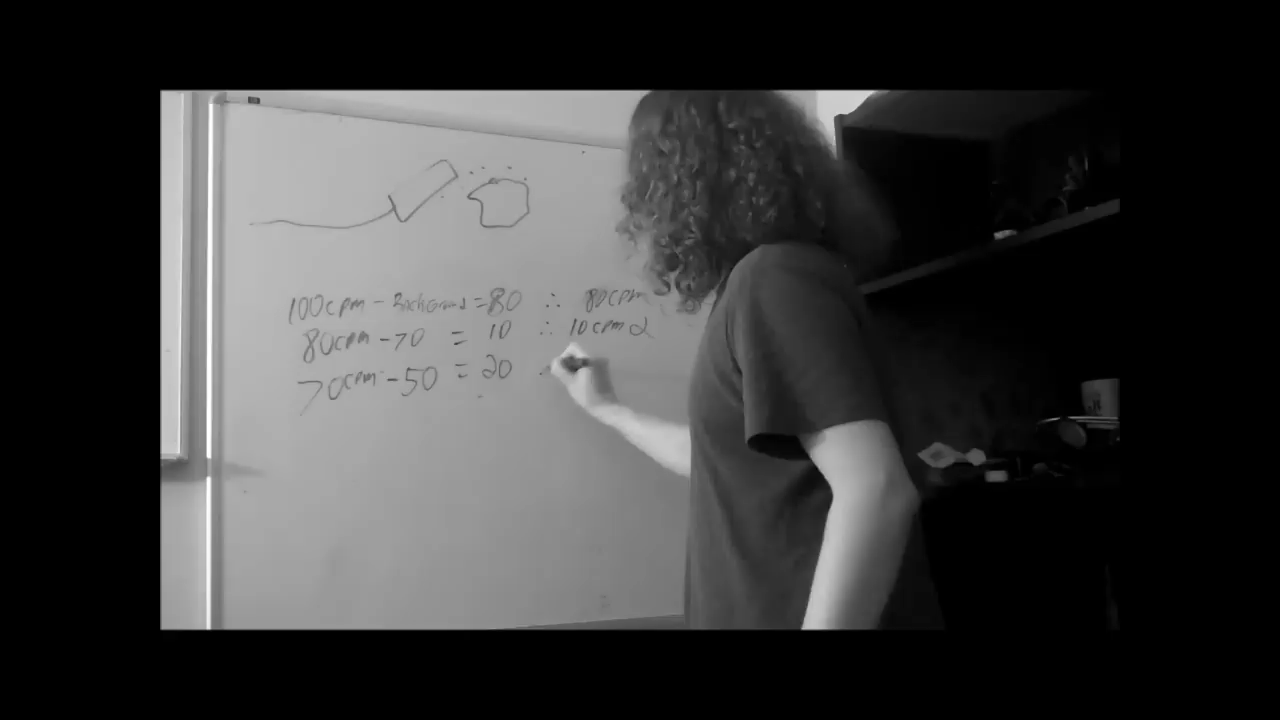 100cpm - Background = 80 ∴ 80cpm
80cpm - 70 = 10 ∴ 10cpm α
70cpm - 50 = 20